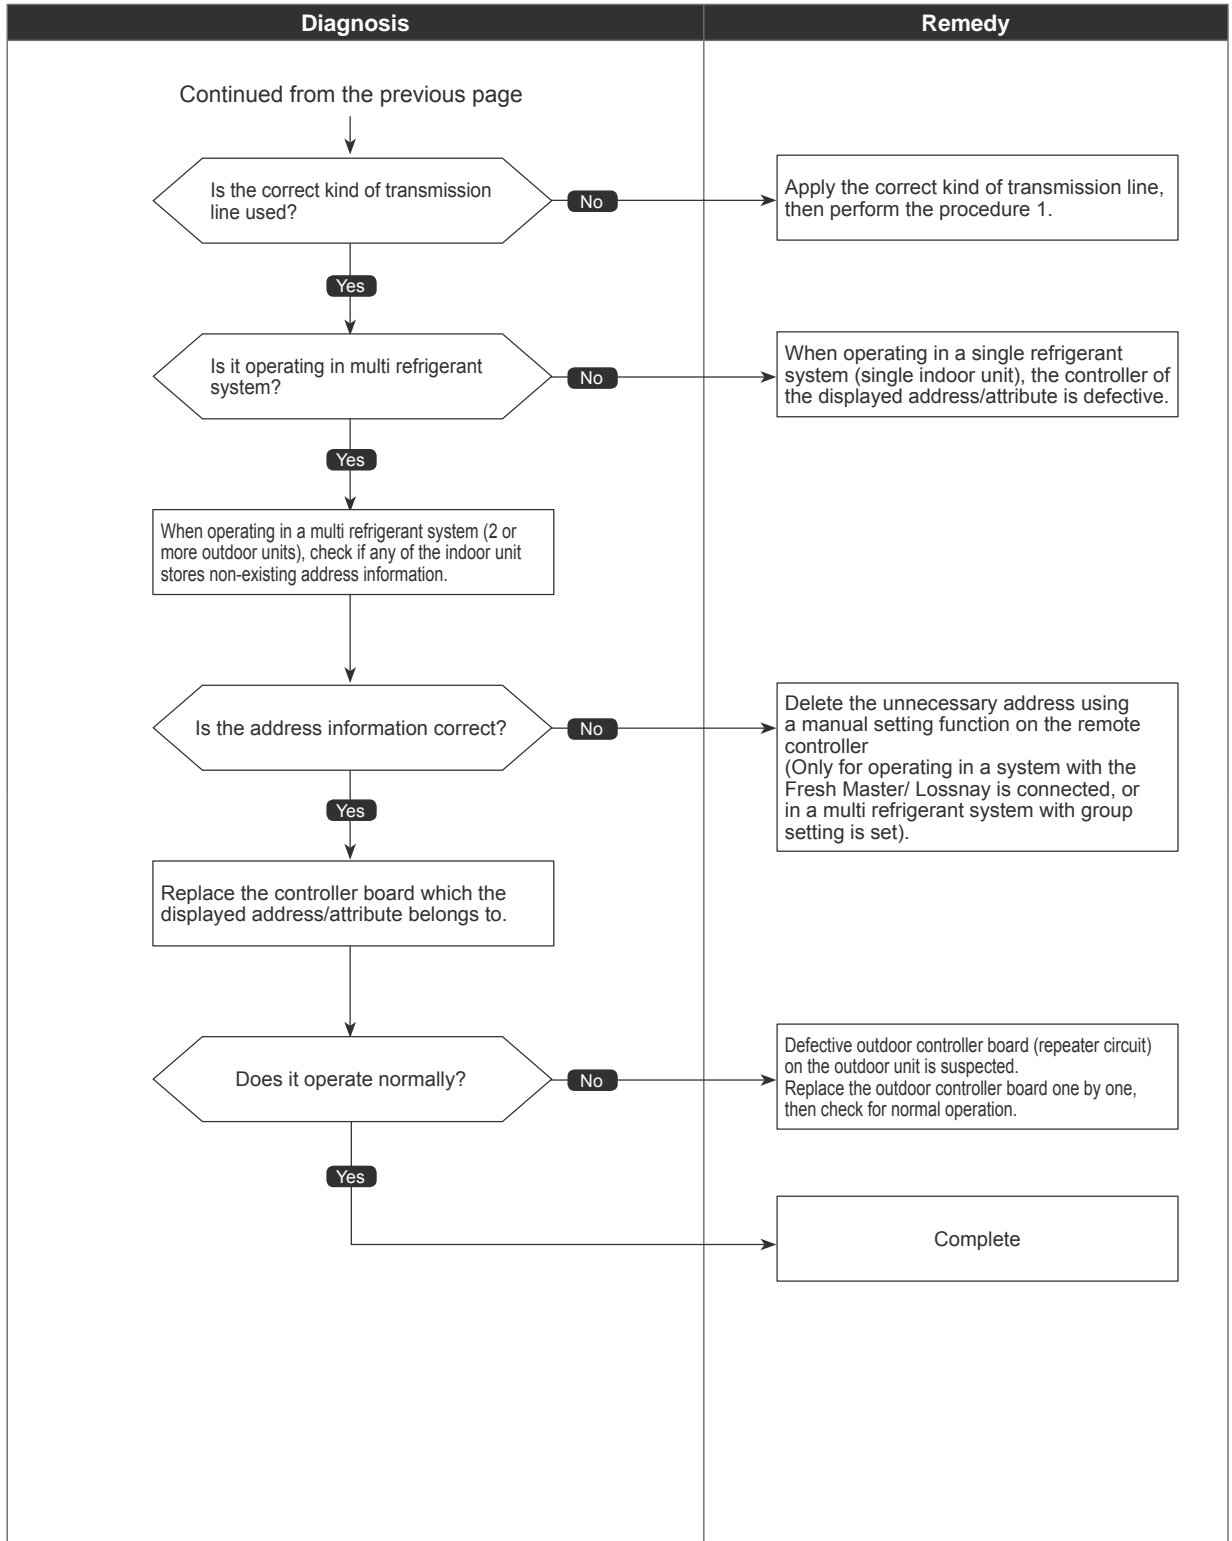 Diagnosis
Remedy
Continued from the previous page
Is the correct kind of transmission
line used?
No
Apply the correct kind of transmission line,
then perform the procedure 1.
Yes
Is it operating in multi refrigerant
system?
No
When operating in a single refrigerant
system (single indoor unit), the controller of
the displayed address/attribute is defective.
Yes
When operating in a multi refrigerant system (2 or
more outdoor units), check if any of the indoor unit
stores non-existing address information.
Is the address information correct?
No
Delete the unnecessary address using
a manual setting function on the remote
controller
(Only for operating in a system with the
Fresh Master/ Lossnay is connected, or
in a multi refrigerant system with group
setting is set).
Yes
Replace the controller board which the
displayed address/attribute belongs to.
Does it operate normally?
No
Defective outdoor controller board (repeater circuit)
on the outdoor unit is suspected.
Replace the outdoor controller board one by one,
then check for normal operation.
Yes
Complete